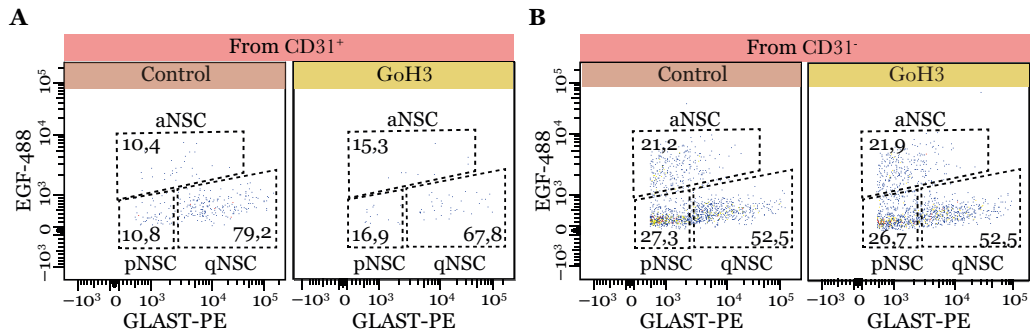 A
From CD31+
Control
GoH3
EGF-488
10⁵
10⁴
10³
−10³
aNSC
10,4
10,8
79,2
pNSC
qNSC
aNSC
15,3
16,9
67,8
pNSC
qNSC
−10³
0
10³
10⁴
10⁵
−10³
0
10³
10⁴
10⁵
GLAST-PE
GLAST-PE
B
From CD31-
Control
GoH3
EGF-488
10⁵
10⁴
10³
−10³
aNSC
21,2
27,3
52,5
pNSC
qNSC
aNSC
21,9
26,7
52,5
pNSC
qNSC
−10³
0
10³
10⁴
10⁵
−10³
0
10³
10⁴
10⁵
GLAST-PE
GLAST-PE